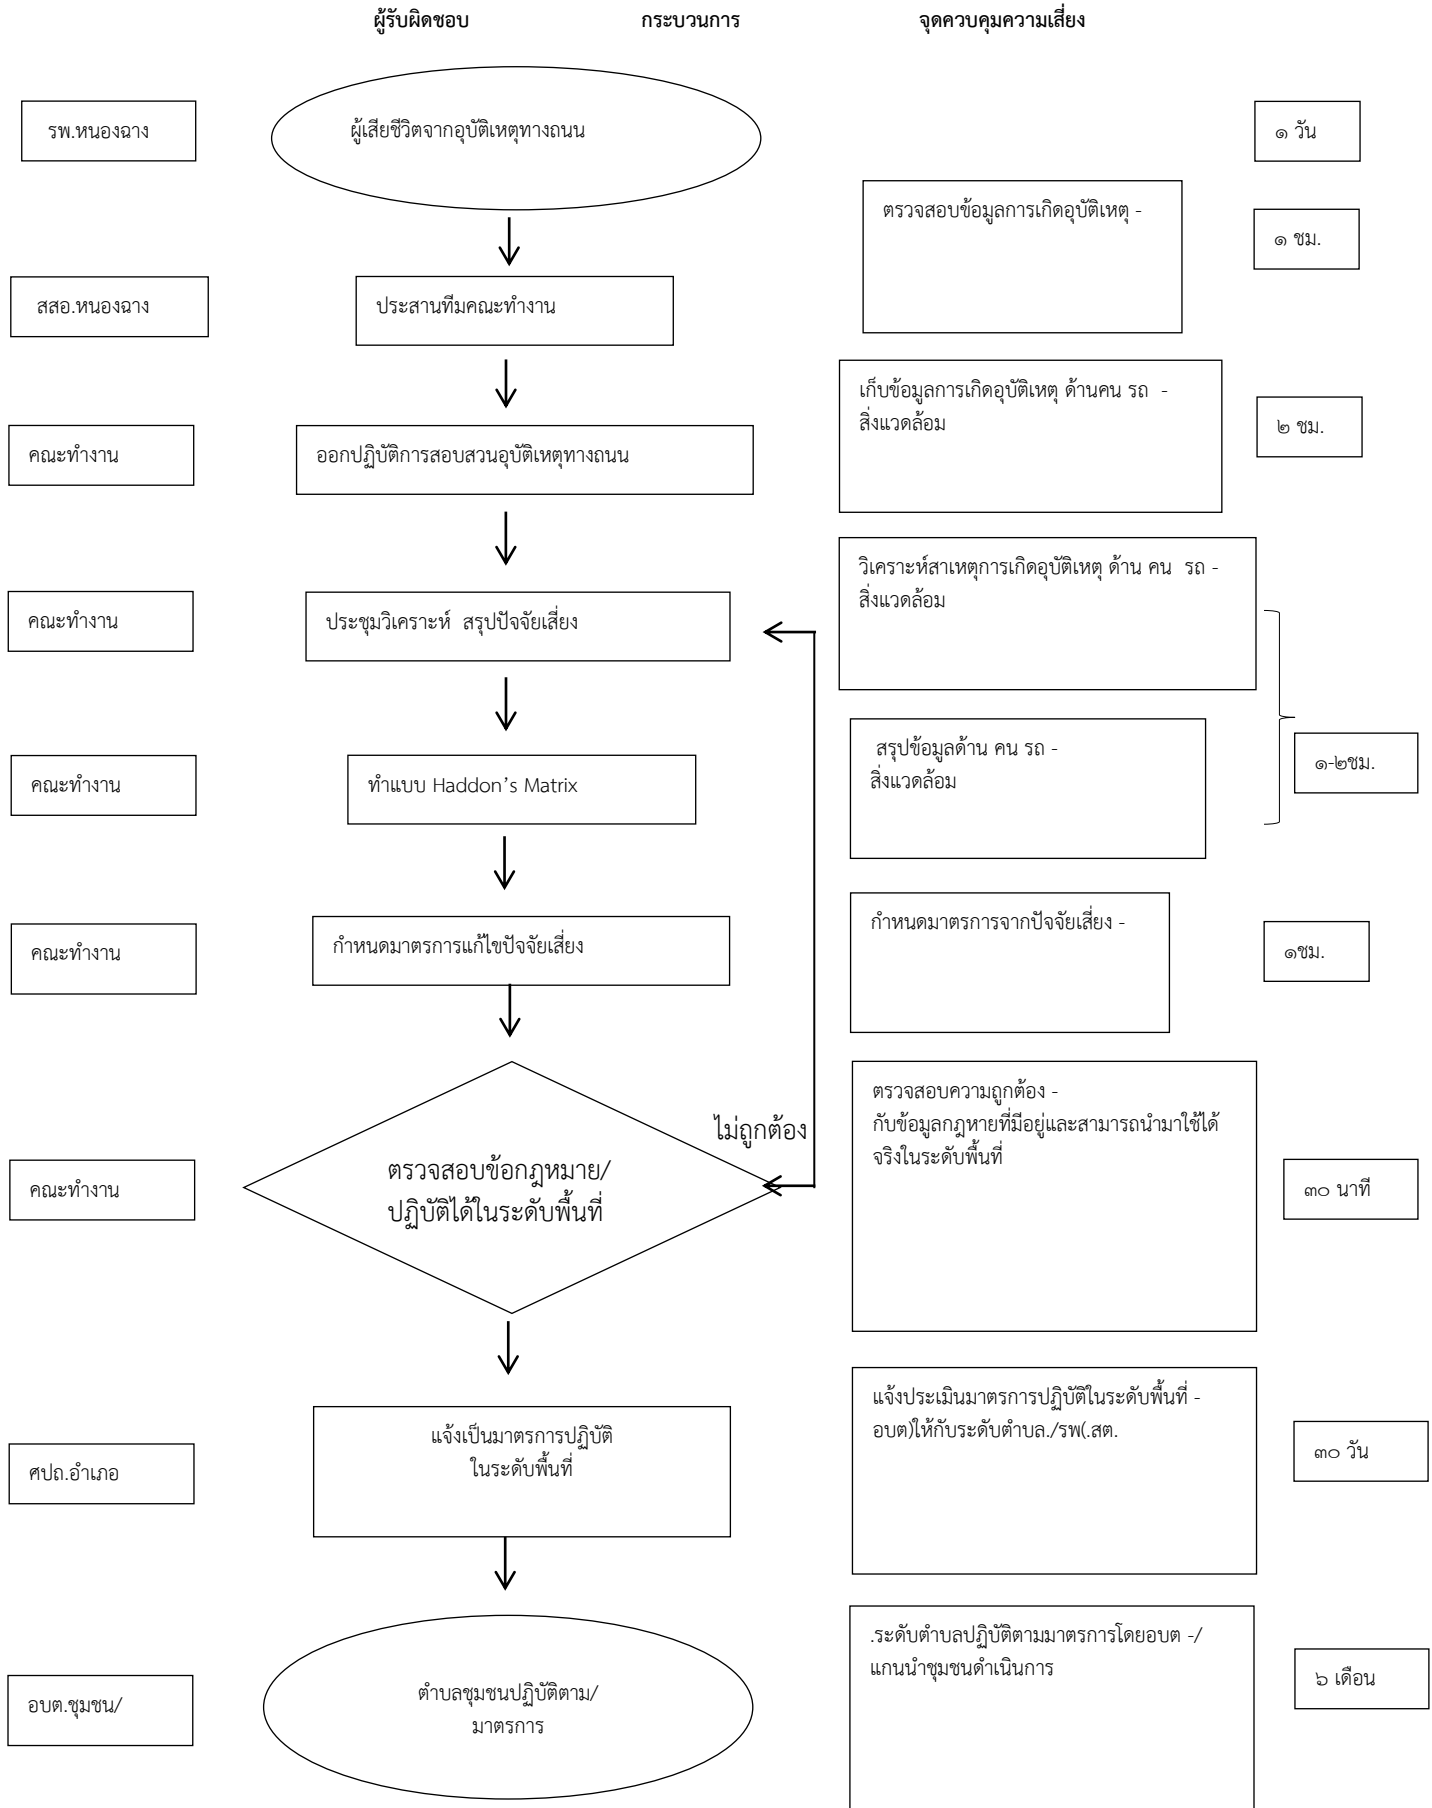 ผู้รับผิดชอบ
กระบวนการ
จุดควบคุมความเสี่ยง
รพ.หนองฉาง
ผู้เสียชีวิตจากอุบัติเหตุทางถนน
๑ วัน
ตรวจสอบข้อมูลการเกิดอุบัติเหตุ -
๑ ชม.
สสอ.หนองฉาง
ประสานทีมคณะทำงาน
เก็บข้อมูลการเกิดอุบัติเหตุ ด้านคน รถ -
สิ่งแวดล้อม
๒ ชม.
คณะทำงาน
ออกปฏิบัติการสอบสวนอุบัติเหตุทางถนน
วิเคราะห์สาเหตุการเกิดอุบัติเหตุ ด้าน คน รถ -
สิ่งแวดล้อม
คณะทำงาน
ประชุมวิเคราะห์ สรุปปัจจัยเสี่ยง
คณะทำงาน
ทำแบบ Haddon’s Matrix
สรุปข้อมูลด้าน คน รถ -
สิ่งแวดล้อม
๑-๒ชม.
คณะทำงาน
กำหนดมาตรการแก้ไขปัจจัยเสี่ยง
กำหนดมาตรการจากปัจจัยเสี่ยง -
๑ชม.
ไม่ถูกต้อง
คณะทำงาน
ตรวจสอบข้อกฎหมาย/
ปฏิบัติได้ในระดับพื้นที่
ตรวจสอบความถูกต้อง -
กับข้อมูลกฎหายที่มีอยู่และสามารถนำมาใช้ได้
จริงในระดับพื้นที่
๓๐ นาที
ศปถ.อำเภอ
แจ้งเป็นมาตรการปฏิบัติ
ในระดับพื้นที่
แจ้งประเมินมาตรการปฏิบัติในระดับพื้นที่ -
อบต)ให้กับระดับตำบล./รพ(.สต.
๓๐ วัน
อบต.ชุมชน/
ตำบลชุมชนปฏิบัติตาม/
มาตรการ
.ระดับตำบลปฏิบัติตามมาตรการโดยอบต -/
แกนนำชุมชนดำเนินการ
๖ เดือน